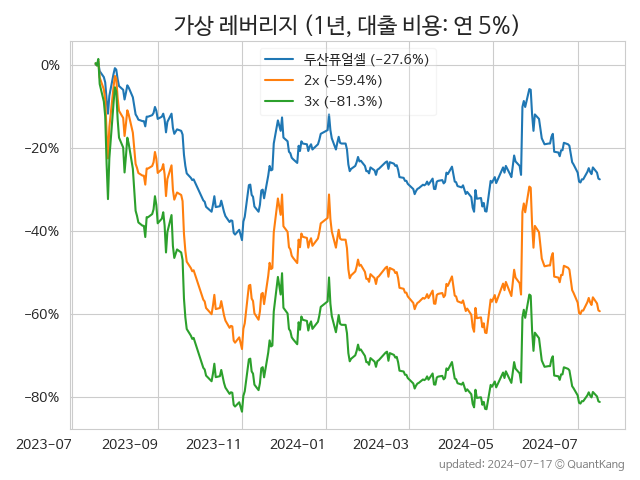 가상 레버리지 (1년, 대출 비용: 연 5%)
두산퓨얼셀 (−27.6%)
2x (−59.4%)
3x (−81.3%)
0%
−20%
−40%
−60%
−80%
2023-07 2023-09 2023-11 2024-01 2024-03 2024-05 2024-07
updated: 2024-07-17 © QuantKang